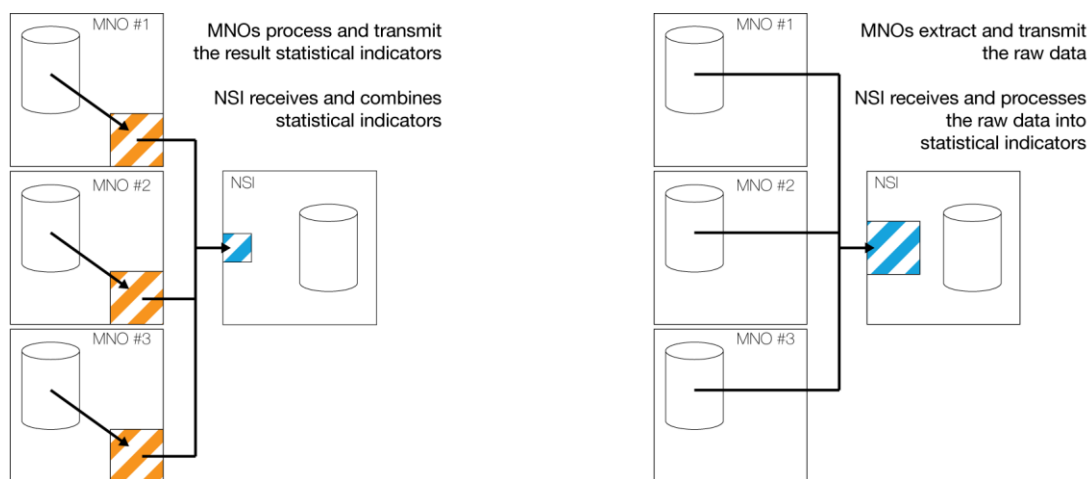 MNO #1
MNOs process and transmit
the result statistical indicators
NSI receives and combines
statistical indicators
MNO #2
NSI
MNO #3
MNO #1
MNOs extract and transmit
the raw data
NSI receives and processes
the raw data into
statistical indicators
MNO #2
NSI
MNO #3